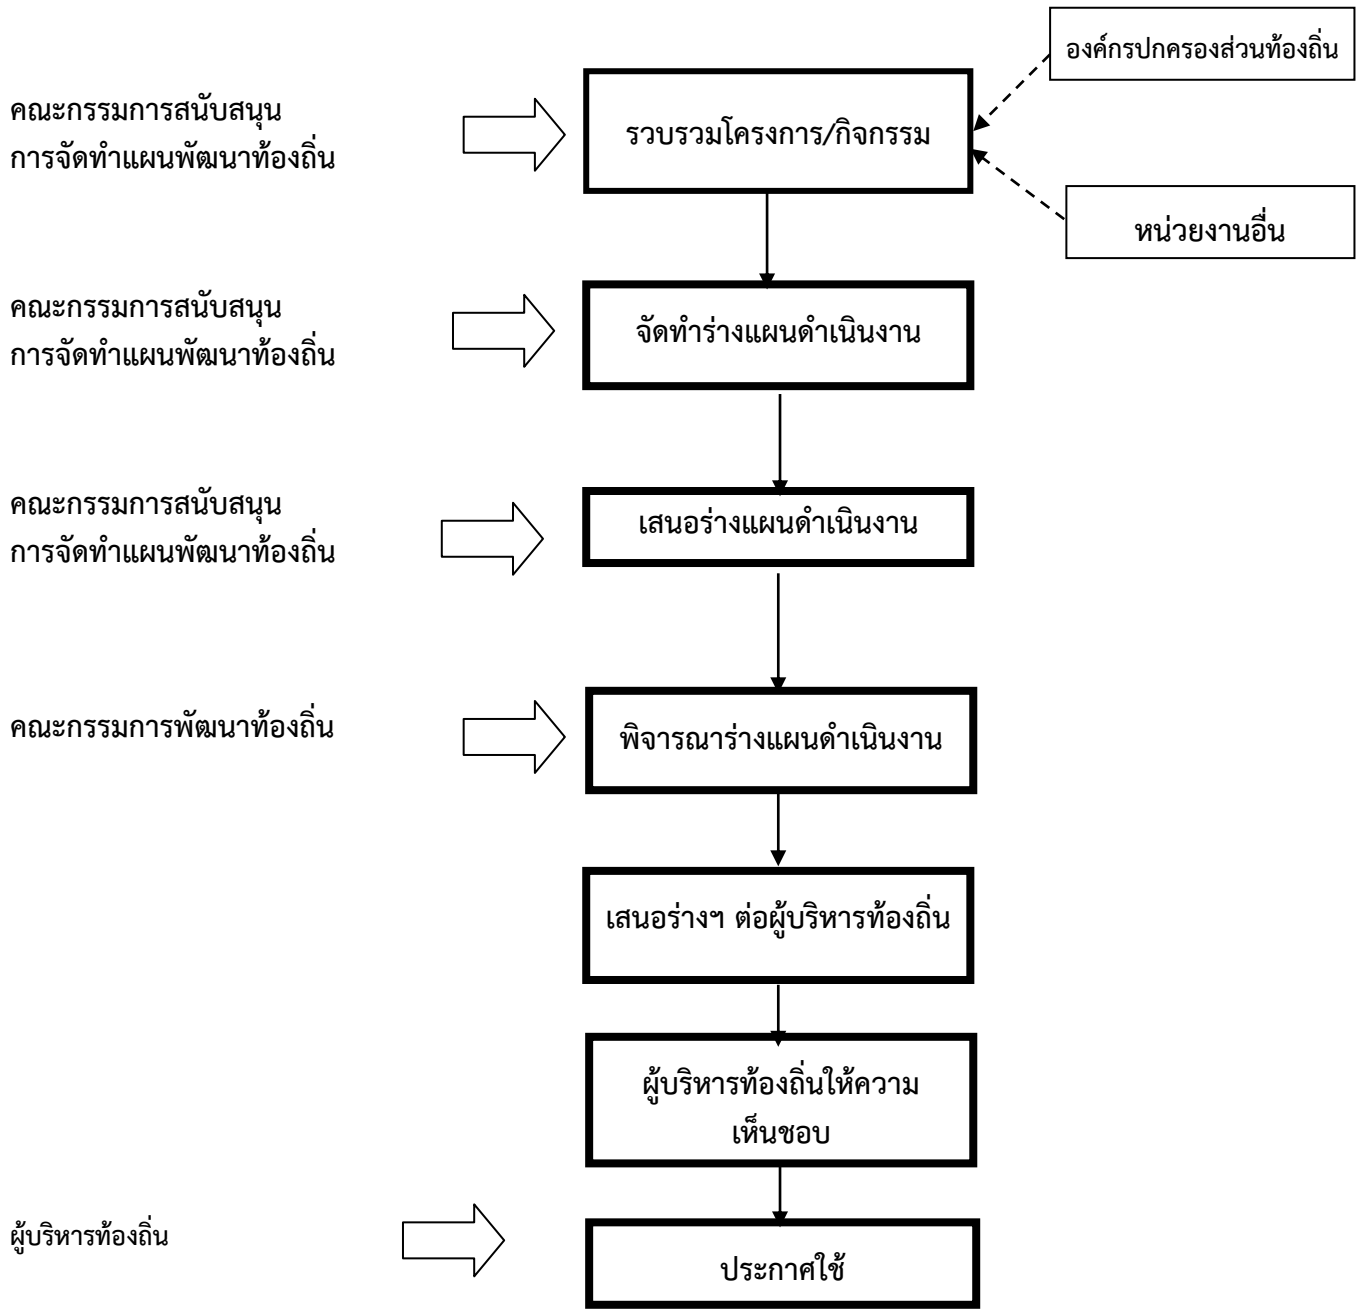 องค์กรปกครองส่วนท้องถิ่น
คณะกรรมการสนับสนุน
การจัดทำแผนพัฒนาท้องถิ่น
รวบรวมโครงการ/กิจกรรม
หน่วยงานอื่น
คณะกรรมการสนับสนุน
การจัดทำแผนพัฒนาท้องถิ่น
จัดทำร่างแผนดำเนินงาน
คณะกรรมการสนับสนุน
การจัดทำแผนพัฒนาท้องถิ่น
เสนอร่างแผนดำเนินงาน
คณะกรรมการพัฒนาท้องถิ่น
พิจารณาร่างแผนดำเนินงาน
เสนอร่างฯ ต่อผู้บริหารท้องถิ่น
ผู้บริหารท้องถิ่นให้ความ
เห็นชอบ
ผู้บริหารท้องถิ่น
ประกาศใช้